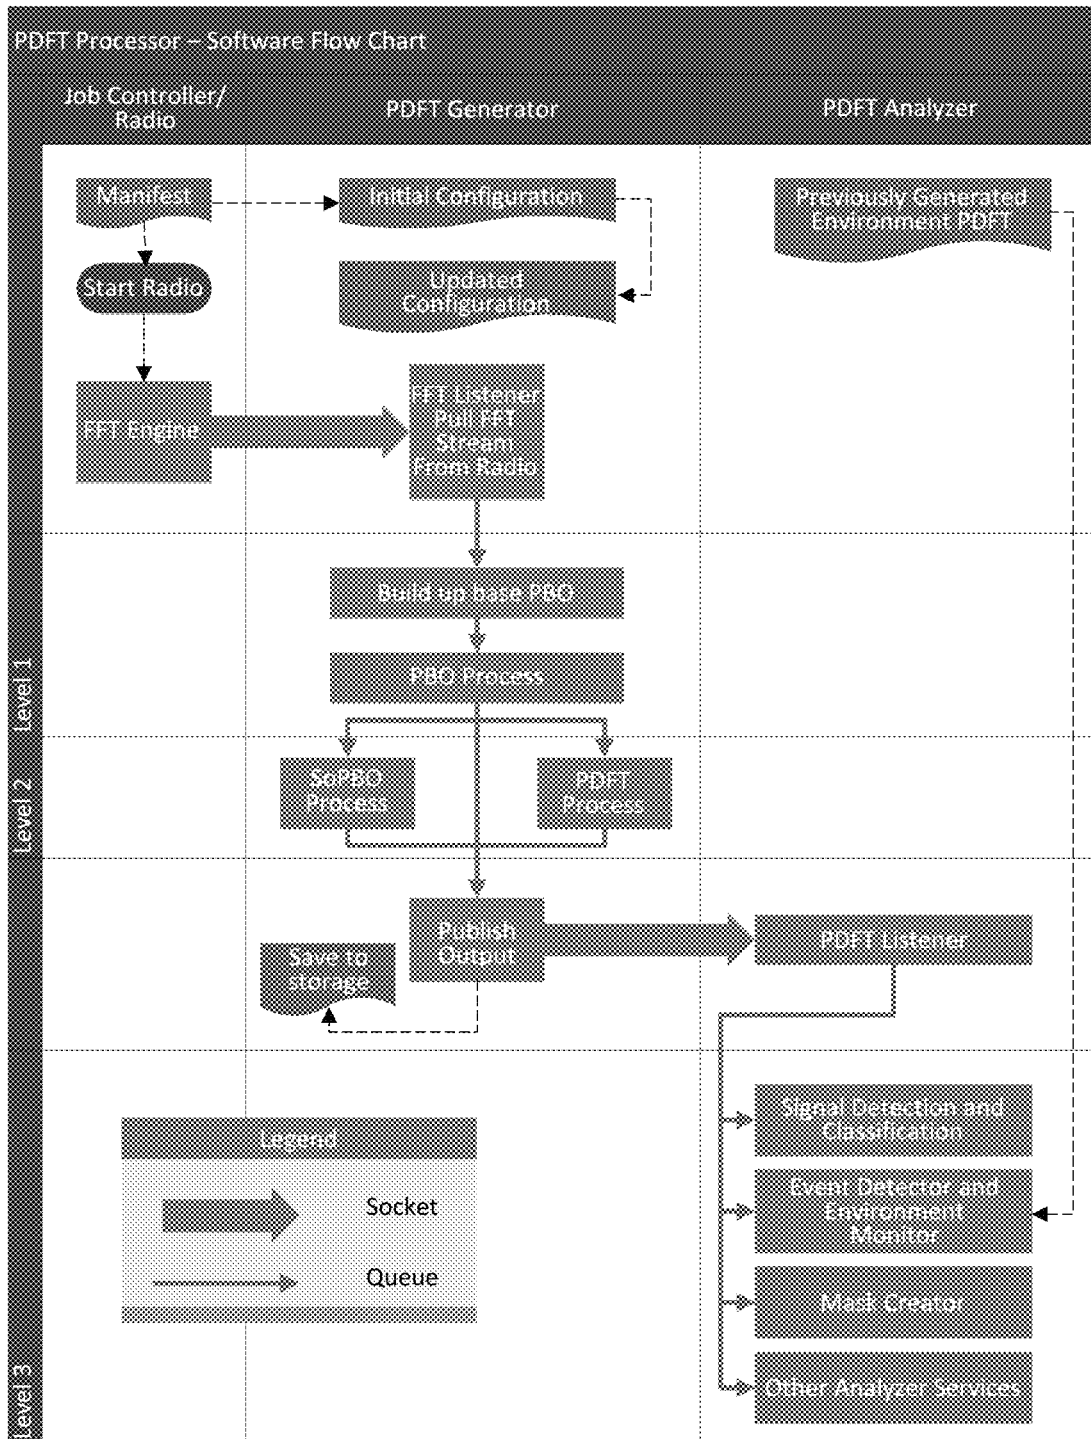 PDFT Processor – Software Flow Chart
Job Controller/
Radio
PDFT Generator
PDFT Analyzer
Manifest
Initial Configuration
Previously Generated
Environment PDFT
Start Radio
Updated
Configuration
FFT Engine
FFT Listener
Pull FFT
Stream
From Radio
Build up base PBO
PBO Process
Level 1
SoPBO
Process
PDFT
Process
Level 2
Publish
Output
PDFT Listener
Save to
storage
Signal Detection and
Classification
Legend
Socket
Queue
Event Detector and
Environment
Monitor
Mask Creator
Other Analyzer Services
Level 3